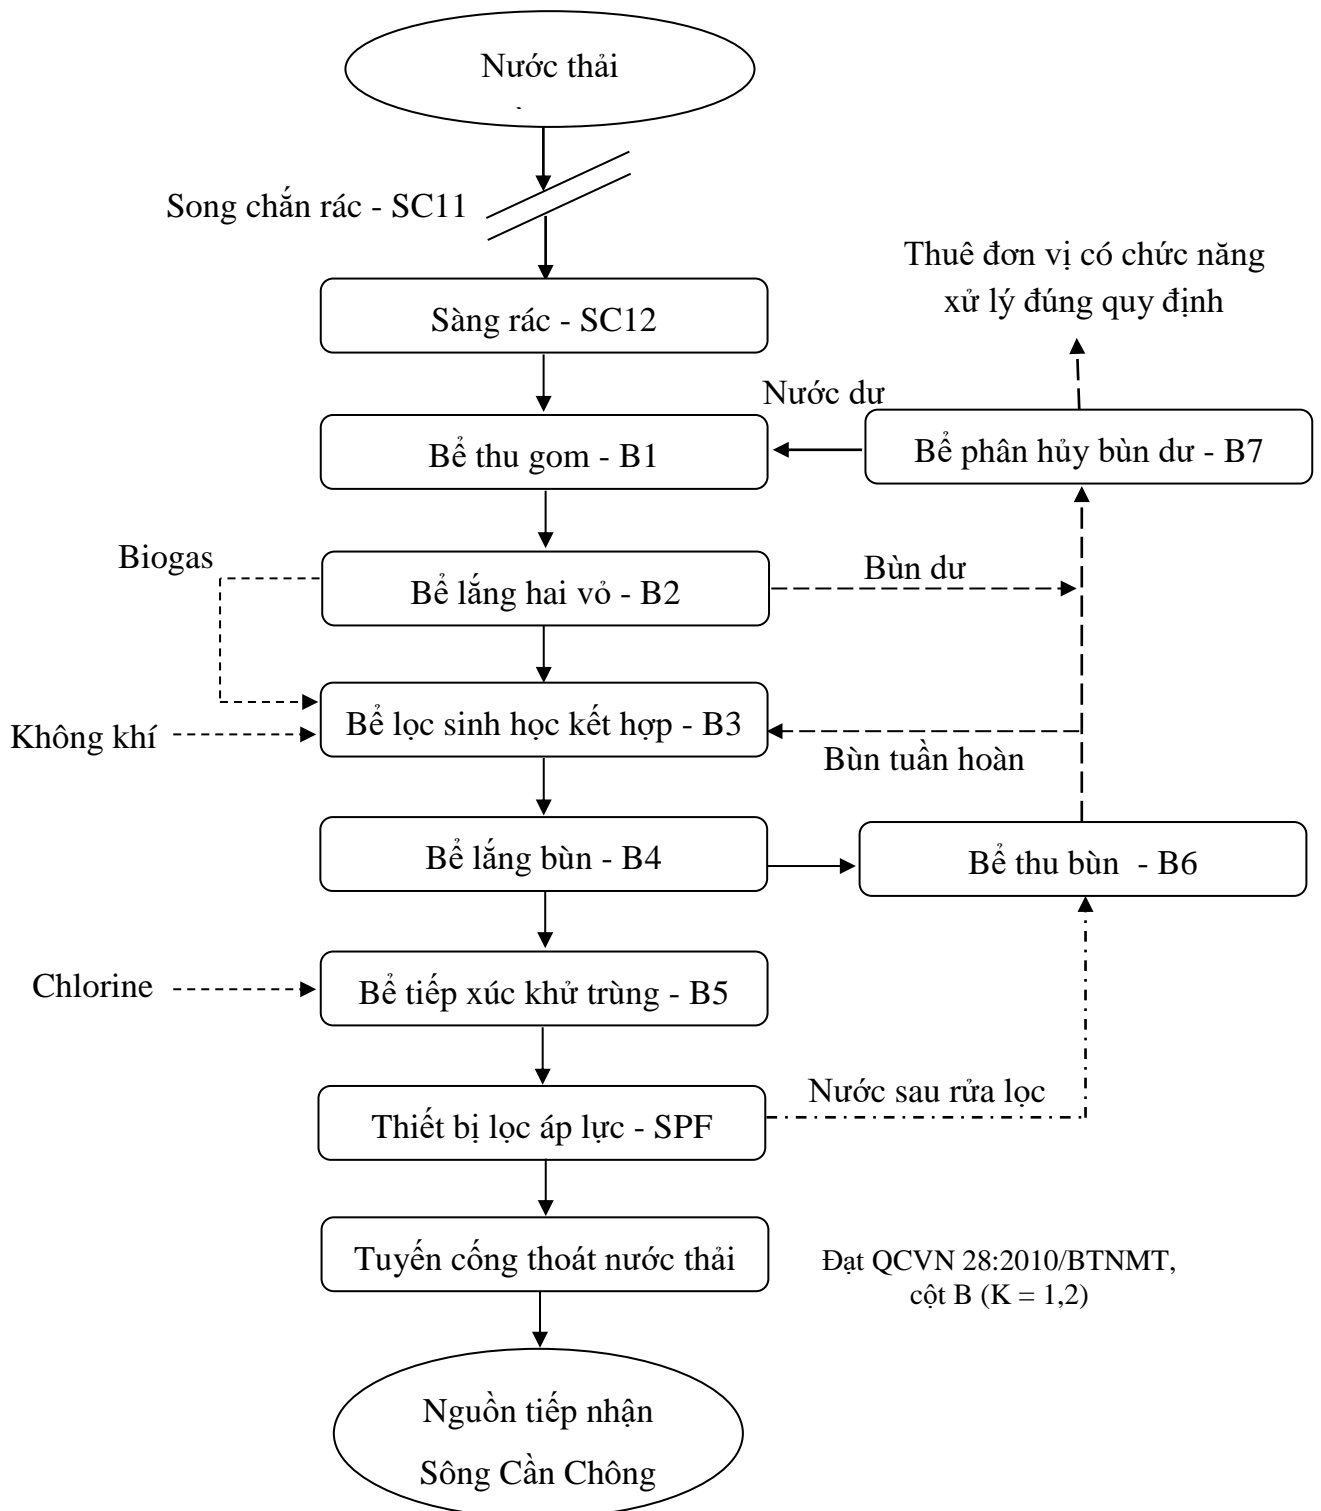 Nước thải
Song chắn rác - SC11
Thuê đơn vị có chức năng
xử lý đúng quy định
Sàng rác - SC12
Nước dư
Bể thu gom - B1
Bể phân hủy bùn dư - B7
Biogas
Bể lắng hai vỏ - B2
Bùn dư
Bể lọc sinh học kết hợp - B3
Không khí
Bùn tuần hoàn
Bể lắng bùn - B4
Bể thu bùn - B6
Chlorine
Bể tiếp xúc khử trùng - B5
Nước sau rửa lọc
Thiết bị lọc áp lực - SPF
Tuyến cống thoát nước thải
Đạt QCVN 28:2010/BTNMT,
cột B (K = 1,2)
Nguồn tiếp nhận
Sông Cần Chông